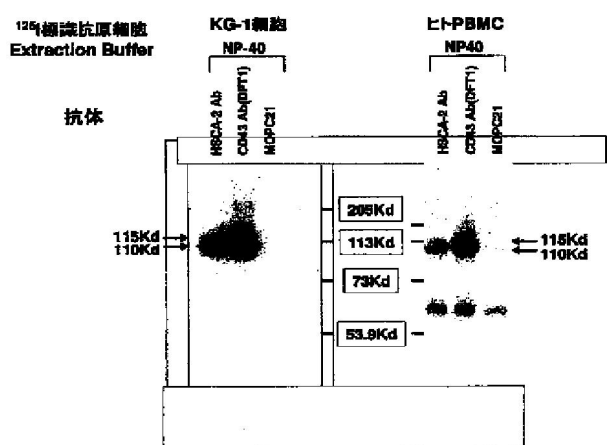 ¹²⁵I標識抗原細胞
Extraction Buffer
KG-1細胞
NP-40
ヒトPBMC
NP40
抗体
HSCA-2 Ab
CD43 Ab(DFT1)
MOPC21
HSCA-2 Ab
CD43 Ab(DFT1)
MOPC21
205Kd
115Kd
110Kd
113Kd
115Kd
110Kd
73Kd
53.9Kd